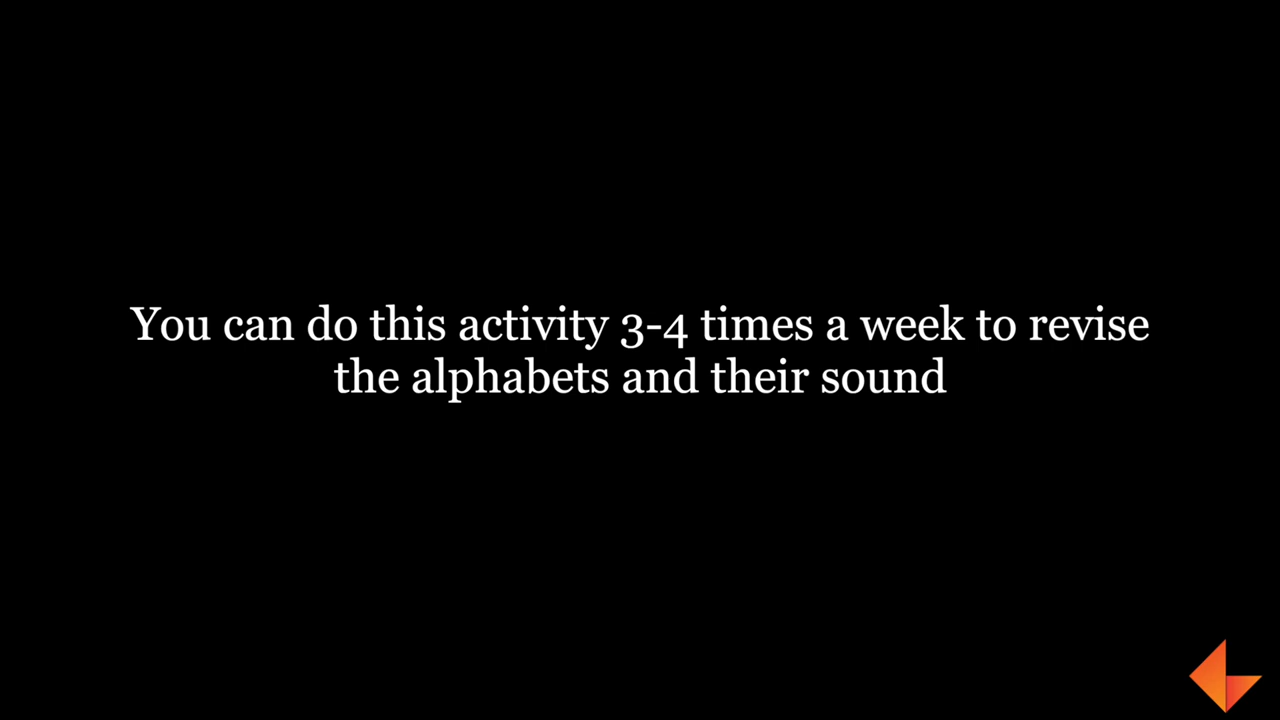 You can do this activity 3-4 times a week to revise
the alphabets and their sound